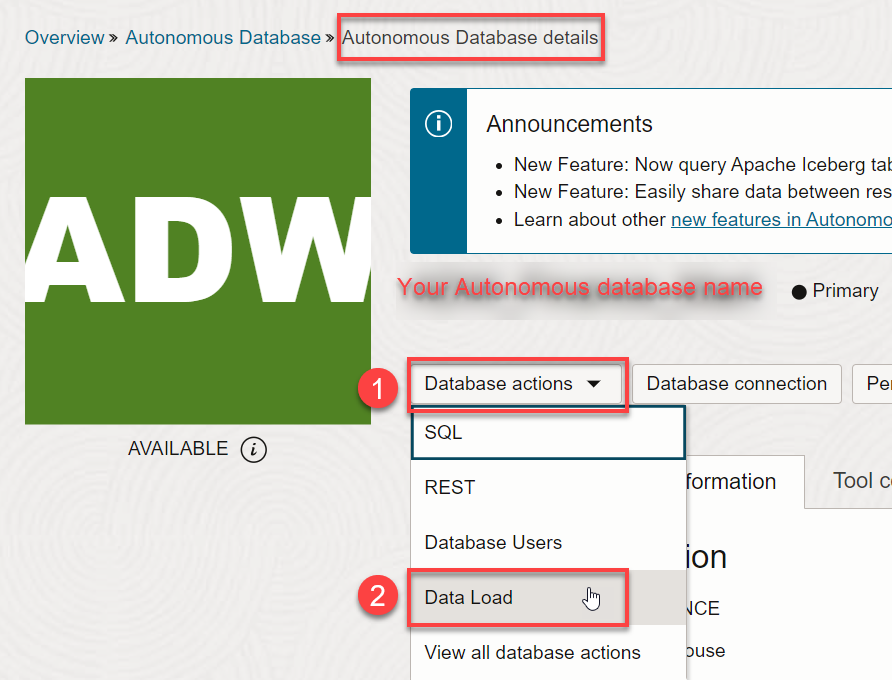 Overview » Autonomous Database » Autonomous Database details
ADW
AVAILABLE i
i Announcements
• New Feature: Now query Apache Iceberg tab
• New Feature: Easily share data between res
• Learn about other new features in Autonomo
Your Autonomous database name
Primary
1 Database actions
Database connection
Pe
SQL
REST
Database Users
2 Data Load
View all database actions
formation
Tool co
ion
NCE
ouse